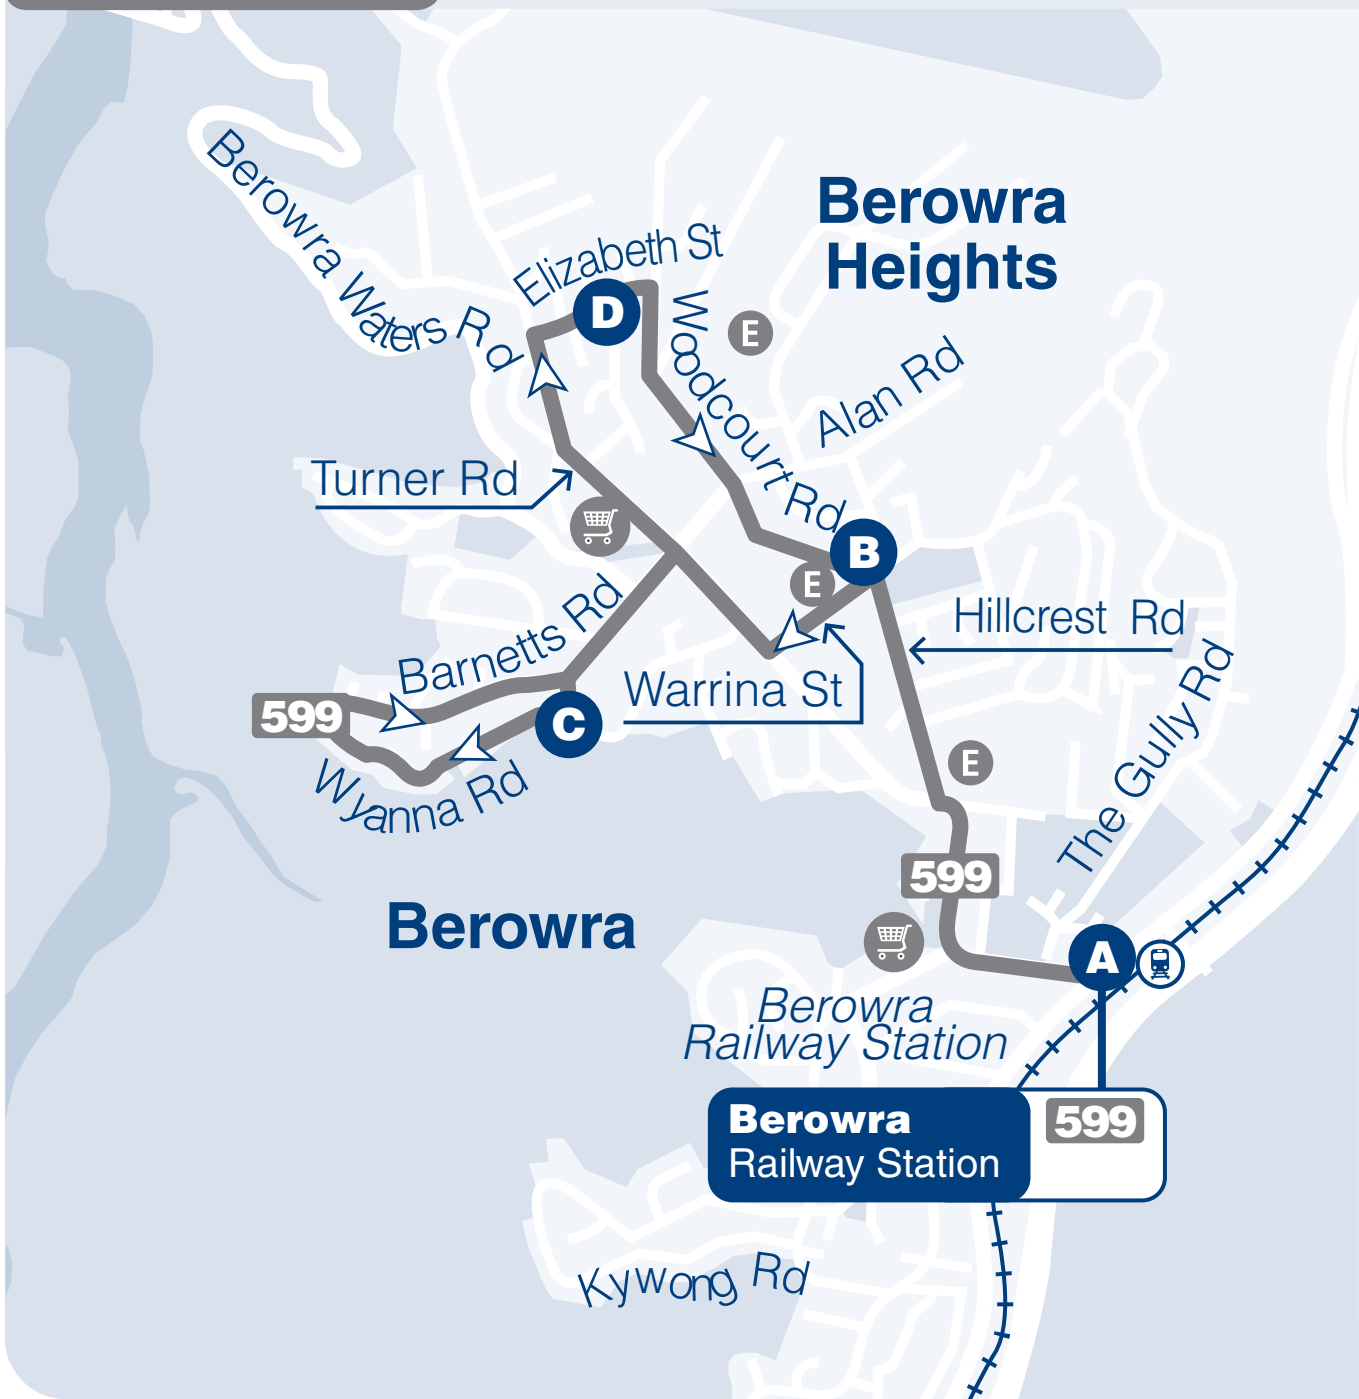 Berowra Waters Rd
Berowra
Heights
Elizabeth St
D
Woodcourt Rd
E
Alan Rd
Turner Rd
B
E
Barnetts Rd
Hillcrest Rd
Warrina St
The Gully Rd
599
C
Wyanna Rd
E
599
Berowra
A
Berowra
Railway Station
Berowra
Railway Station
599
Kywong Rd